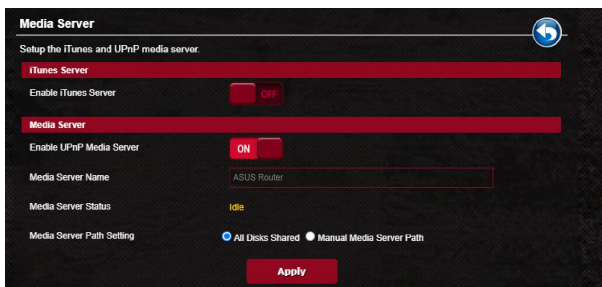 Media Server
Setup the iTunes and UPnP media server.
iTunes Server
Enable iTunes Server
OFF
Media Server
Enable UPnP Media Server
ON
Media Server Name
ASUS Router
Media Server Status
Idle
Media Server Path Setting
All Disks Shared Manual Media Server Path
Apply